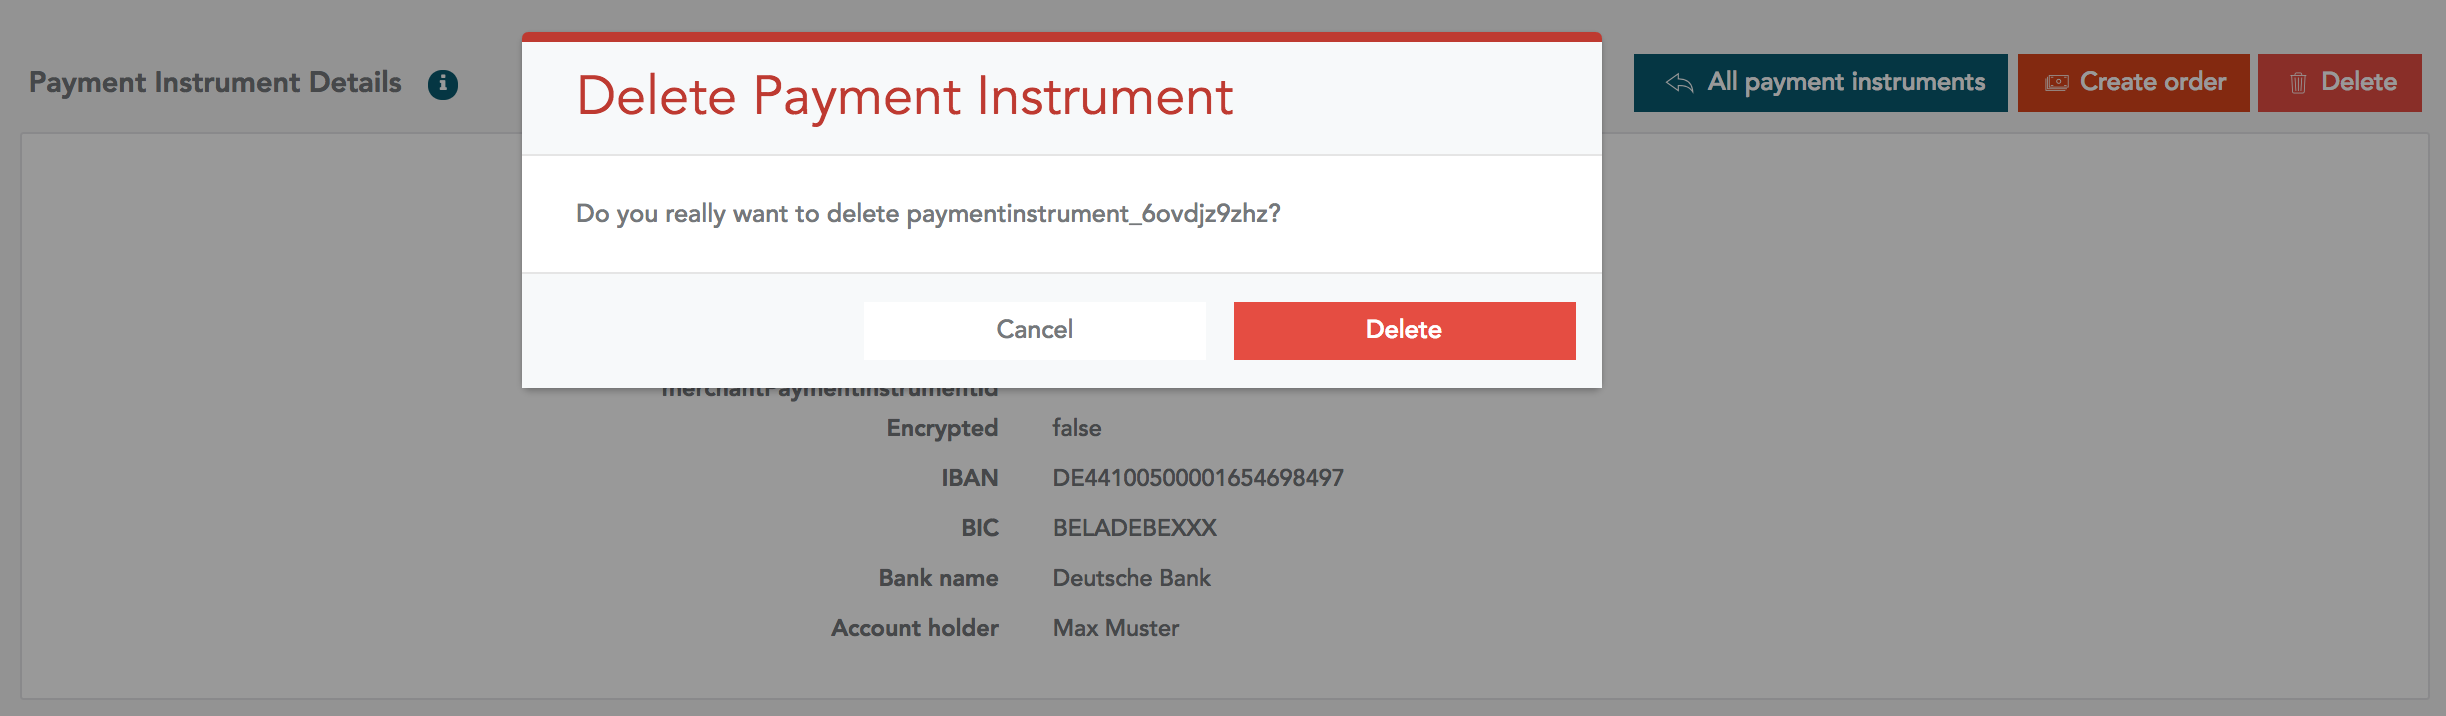 Payment Instrument Details
All payment instruments
Create order
Delete
Delete Payment Instrument
Do you really want to delete paymentinstrument_6ovdjz9zhz?
Cancel
Delete
merchantPaymentInstrumentId
Encrypted false
IBAN DE44100500001654698497
BIC BELADEBEXXX
Bank name Deutsche Bank
Account holder Max Muster